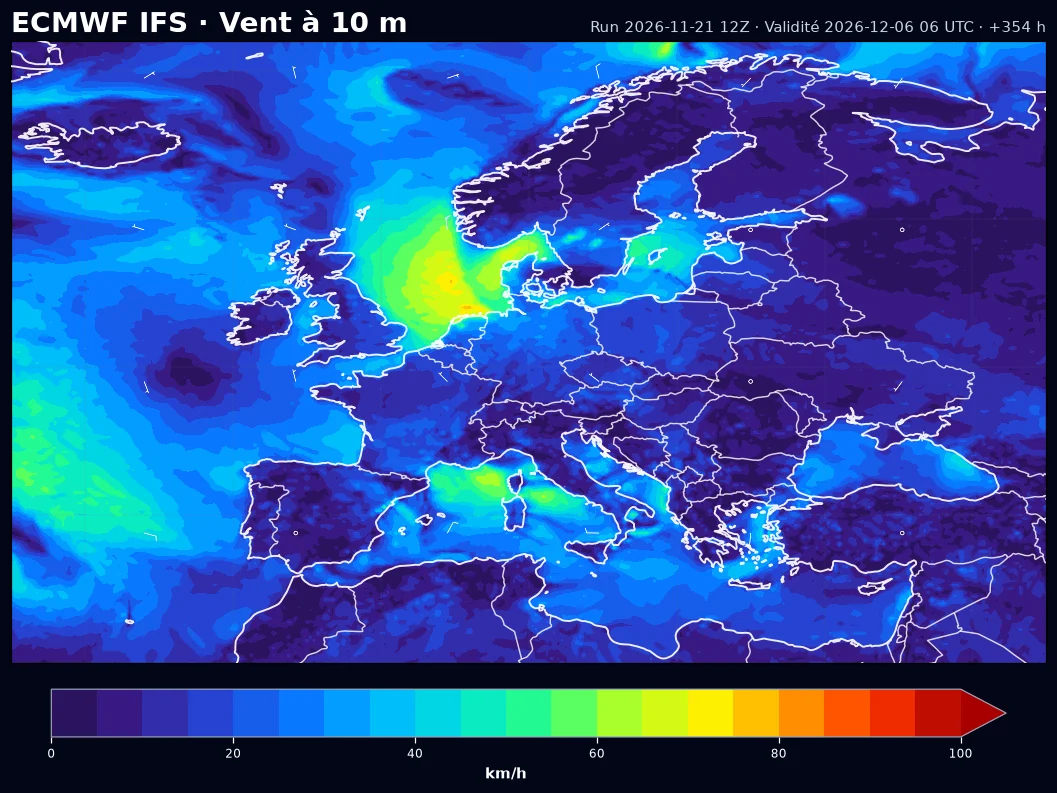 ECMWF IFS · Vent à 10 m
Run 2026-11-21 12Z · Validité 2026-12-06 06 UTC · +354 h
0 20 40 60 80 100
km/h